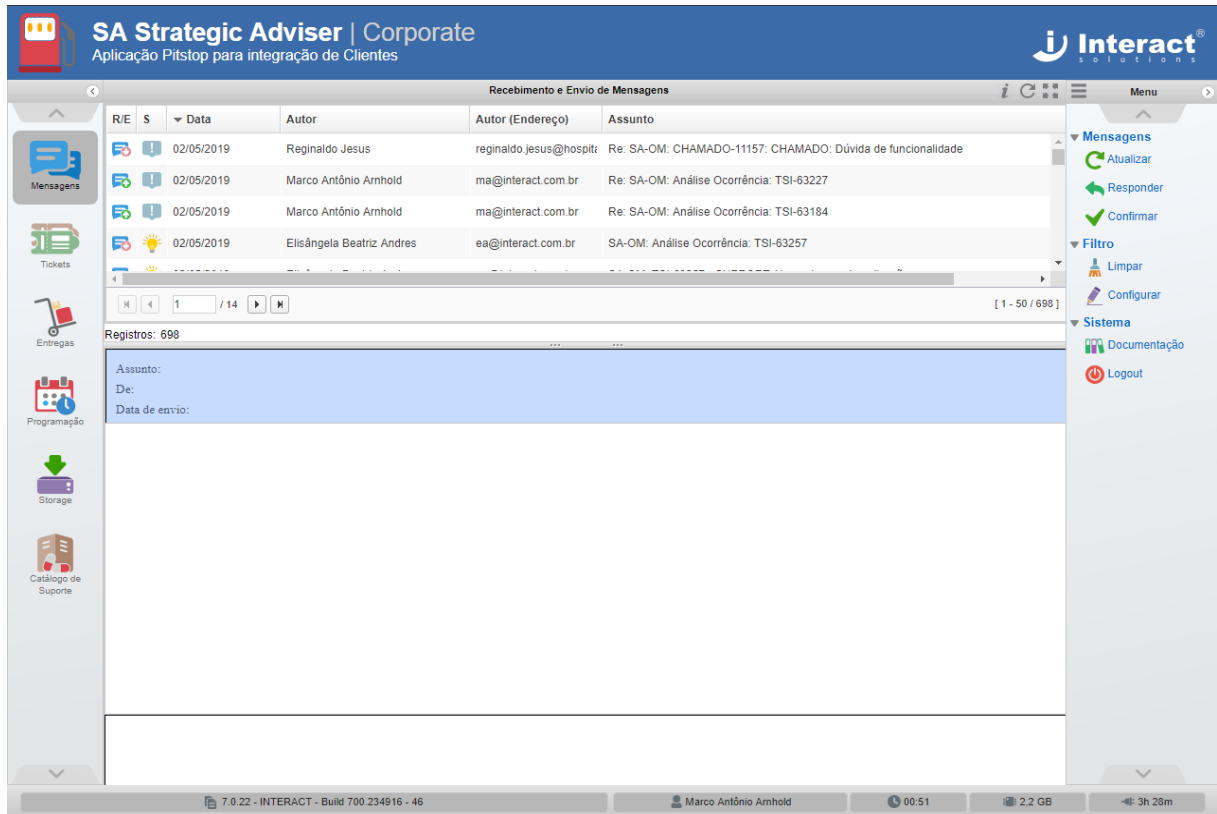 SA Strategic Adviser | Corporate
Aplicação Pitstop para integração de Clientes
Interact®
solutions
Recebimento e Envio de Mensagens
Menu
Mensagens
Tickets
Entregas
Programação
Storage
Catálogo de
Suporte
R/E S Data Autor Autor (Endereço) Assunto
02/05/2019 Reginaldo Jesus reginaldo.jesus@hospita Re: SA-OM: CHAMADO-11157: CHAMADO: Dúvida de funcionalidade
02/05/2019 Marco Antônio Arnhold ma@interact.com.br Re: SA-OM: Análise Ocorrência: TSI-63227
02/05/2019 Marco Antônio Arnhold ma@interact.com.br Re: SA-OM: Análise Ocorrência: TSI-63184
02/05/2019 Elisângela Beatriz Andres ea@interact.com.br SA-OM: Análise Ocorrência: TSI-63257
1 / 14 [ 1 - 50 / 698 ]
Registros: 698
Assunto:
De:
Data de envio:
Mensagens
Atualizar
Responder
Confirmar
Filtro
Limpar
Configurar
Sistema
Documentação
Logout
7.0.22 - INTERACT - Build 700.234916 - 46
Marco Antônio Arnhold
00:51
2,2 GB
3h 28m